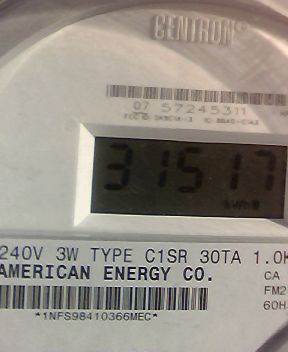 CENTRON®
07 57245311
31517
kWh
240V 3W TYPE C1SR 30TA 1.0K
AMERICAN ENERGY CO.
CA
FM2
60H
*1NFS98410366MEC*